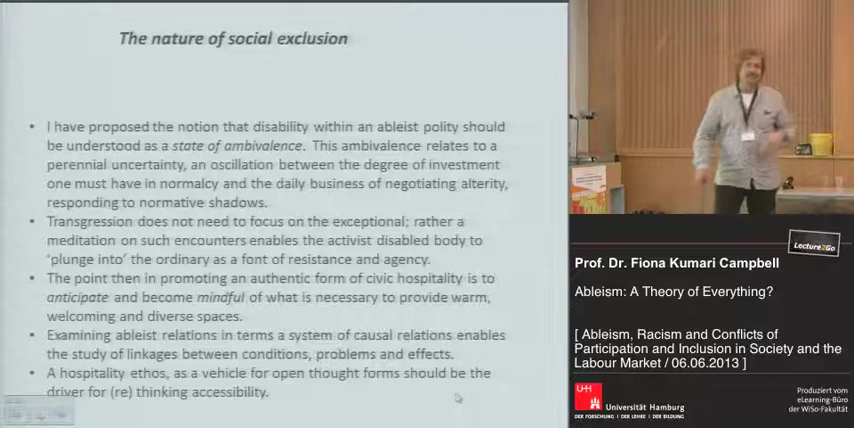 The nature of social exclusion
• I have proposed the notion that disability within an ableist polity should
be understood as a state of ambivalence. This ambivalence relates to a
perennial uncertainty, an oscillation between the degree of investment
one must have in normalcy and the daily business of negotiating alterity,
responding to normative shadows.
• Transgression does not need to focus on the exceptional; rather a
meditation on such encounters enables the activist disabled body to
‘plunge into’ the ordinary as a font of resistance and agency.
• The point then in promoting an authentic form of civic hospitality is to
anticipate and become mindful of what is necessary to provide warm,
welcoming and diverse spaces.
• Examining ableist relations in terms a system of causal relations enables
the study of linkages between conditions, problems and effects.
• A hospitality ethos, as a vehicle for open thought forms should be the
driver for (re) thinking accessibility.
Lecture2Go
Prof. Dr. Fiona Kumari Campbell
Ableism: A Theory of Everything?
[ Ableism, Racism and Conflicts of
Participation and Inclusion in Society and the
Labour Market / 06.06.2013 ]
UH
Universität Hamburg
DER FORSCHUNG | DER LEHRE | DER BILDUNG
Produziert vom
eLearning-Büro
der WiSo-Fakultät